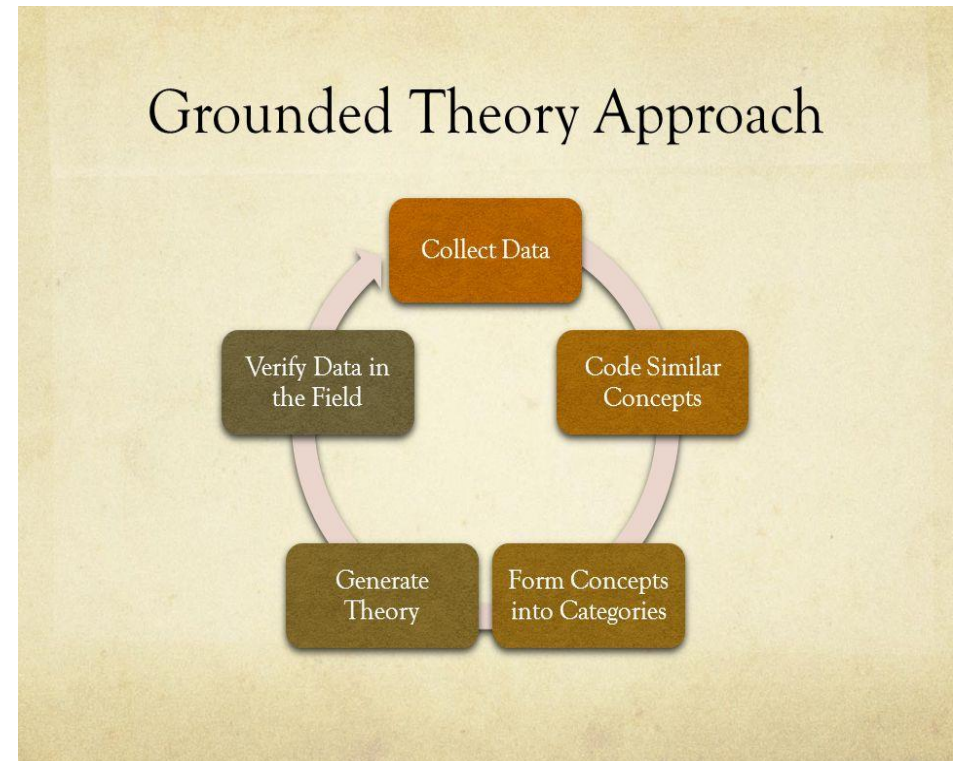 Grounded Theory Approach
Collect Data
Code Similar
Concepts
Form Concepts
into Categories
Generate
Theory
Verify Data in
the Field